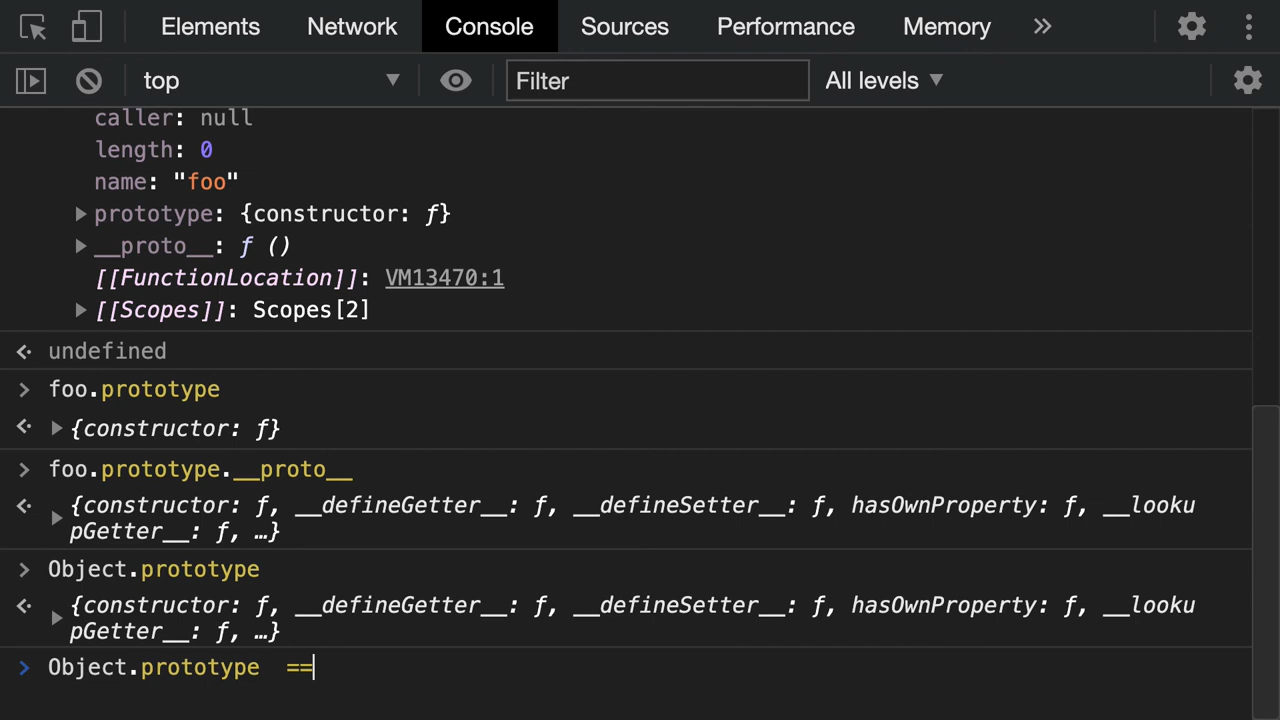 Elements Network Console Sources Performance Memory »
top Filter All levels
caller: null
length: 0
name: "foo"
prototype: {constructor: ƒ}
__proto__: ƒ ()
[[FunctionLocation]]: VM13470:1
[[Scopes]]: Scopes[2]
undefined
foo.prototype
{constructor: ƒ}
foo.prototype.__proto__
{constructor: ƒ, __defineGetter__: ƒ, __defineSetter__: ƒ, hasOwnProperty: ƒ, __looku
pGetter__: ƒ, …}
Object.prototype
{constructor: ƒ, __defineGetter__: ƒ, __defineSetter__: ƒ, hasOwnProperty: ƒ, __looku
pGetter__: ƒ, …}
Object.prototype  ==